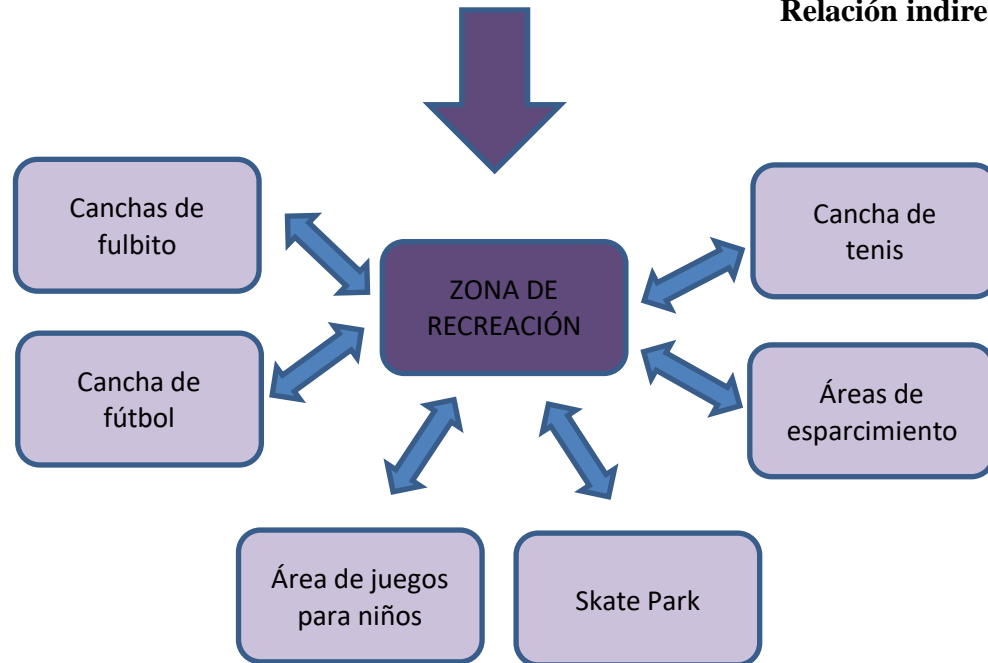 Relación indire
Canchas de
fulbito
Cancha de
tenis
ZONA DE
RECREACIÓN
Cancha de
fútbol
Áreas de
esparcimiento
Área de juegos
para niños
Skate Park